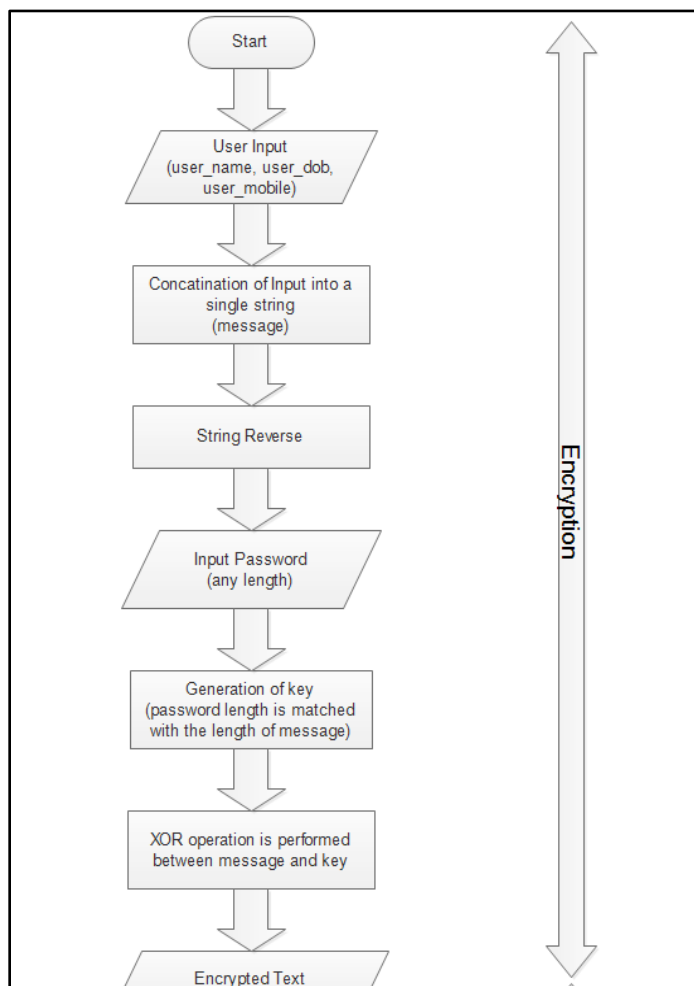 Start
User Input
(user_name, user_dob,
user_mobile)
Concatination of Input into a
single string
(message)
String Reverse
Input Password
(any length)
Generation of key
(password length is matched
with the length of message)
XOR operation is performed
between message and key
Encrypted Text
Encryption